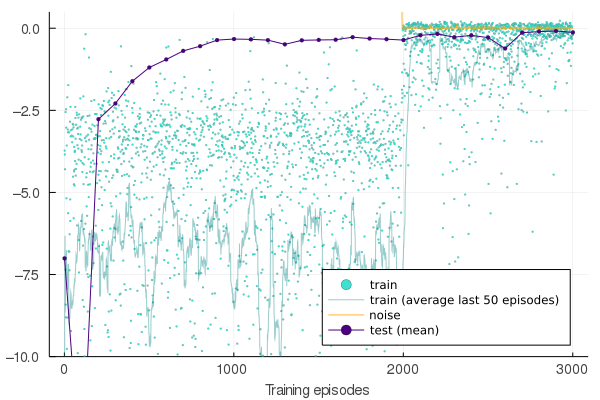 0.0
−2.5
−5.0
−7.5
−10.0
0
1000
2000
3000
Training episodes
train
train (average last 50 episodes)
noise
test (mean)